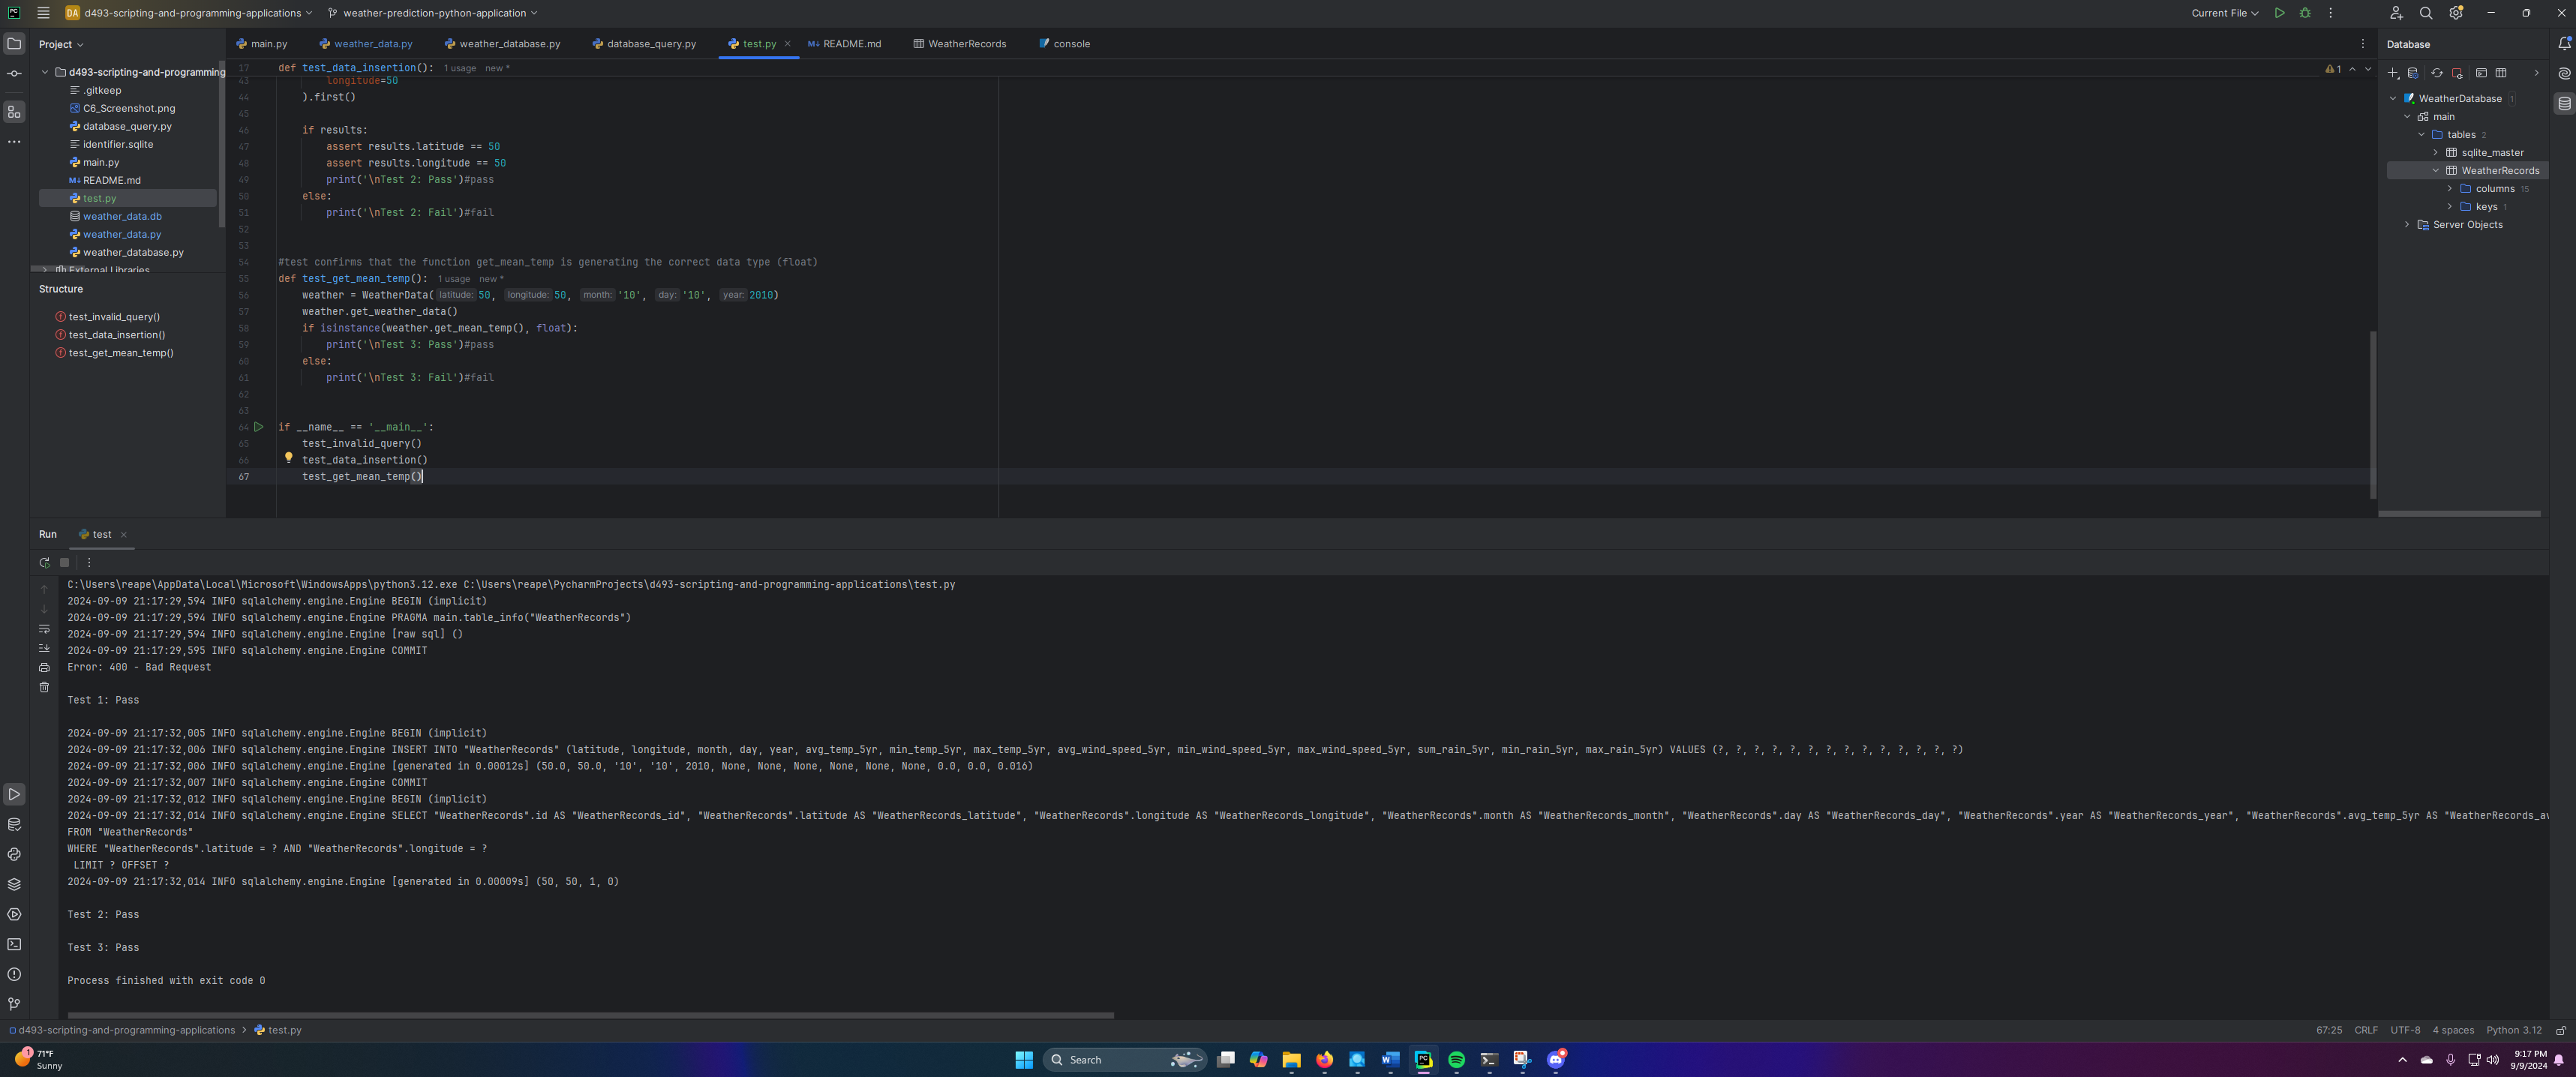 PC DA d493-scripting-and-programming-applications weather-prediction-python-application Current File
Project
main.py weather_data.py weather_database.py database_query.py test.py README.md WeatherRecords console
Database
d493-scripting-and-programming
.gitkeep
C6_Screenshot.png
database_query.py
identifier.sqlite
main.py
README.md
test.py
weather_data.db
weather_data.py
weather_database.py
External Libraries
Structure
test_invalid_query()
test_data_insertion()
test_get_mean_temp()
17 def test_data_insertion(): 1 usage new *
43 longitude=50
44 ).first()
45
46 if results:
47 assert results.latitude == 50
48 assert results.longitude == 50
49 print('\nTest 2: Pass')#pass
50 else:
51 print('\nTest 2: Fail')#fail
52
53
54 #test confirms that the function get_mean_temp is generating the correct data type (float)
55 def test_get_mean_temp(): 1 usage new *
56 weather = WeatherData( latitude: 50, longitude: 50, month: '10', day: '10', year: 2010)
57 weather.get_weather_data()
58 if isinstance(weather.get_mean_temp(), float):
59 print('\nTest 3: Pass')#pass
60 else:
61 print('\nTest 3: Fail')#fail
62
63
64 if __name__ == '__main__':
65 test_invalid_query()
66 test_data_insertion()
67 test_get_mean_temp()
1
WeatherDatabase 1
main
tables 2
sqlite_master
WeatherRecords
columns 15
keys 1
Server Objects
Run test
C:\Users\reape\AppData\Local\Microsoft\WindowsApps\python3.12.exe C:\Users\reape\PycharmProjects\d493-scripting-and-programming-applications\test.py
2024-09-09 21:17:29,594 INFO sqlalchemy.engine.Engine BEGIN (implicit)
2024-09-09 21:17:29,594 INFO sqlalchemy.engine.Engine PRAGMA main.table_info("WeatherRecords")
2024-09-09 21:17:29,594 INFO sqlalchemy.engine.Engine [raw sql] ()
2024-09-09 21:17:29,595 INFO sqlalchemy.engine.Engine COMMIT
Error: 400 - Bad Request
Test 1: Pass
2024-09-09 21:17:32,005 INFO sqlalchemy.engine.Engine BEGIN (implicit)
2024-09-09 21:17:32,006 INFO sqlalchemy.engine.Engine INSERT INTO "WeatherRecords" (latitude, longitude, month, day, year, avg_temp_5yr, min_temp_5yr, max_temp_5yr, avg_wind_speed_5yr, min_wind_speed_5yr, max_wind_speed_5yr, sum_rain_5yr, min_rain_5yr, max_rain_5yr) VALUES (?, ?, ?, ?, ?, ?, ?, ?, ?, ?, ?, ?, ?, ?)
2024-09-09 21:17:32,006 INFO sqlalchemy.engine.Engine [generated in 0.00012s] (50.0, 50.0, '10', '10', 2010, None, None, None, None, None, None, 0.0, 0.0, 0.016)
2024-09-09 21:17:32,007 INFO sqlalchemy.engine.Engine COMMIT
2024-09-09 21:17:32,012 INFO sqlalchemy.engine.Engine BEGIN (implicit)
2024-09-09 21:17:32,014 INFO sqlalchemy.engine.Engine SELECT "WeatherRecords".id AS "WeatherRecords_id", "WeatherRecords".latitude AS "WeatherRecords_latitude", "WeatherRecords".longitude AS "WeatherRecords_longitude", "WeatherRecords".month AS "WeatherRecords_month", "WeatherRecords".day AS "WeatherRecords_day", "WeatherRecords".year AS "WeatherRecords_year", "WeatherRecords".avg_temp_5yr AS "WeatherRecords_av
FROM "WeatherRecords"
WHERE "WeatherRecords".latitude = ? AND "WeatherRecords".longitude = ?
LIMIT ? OFFSET ?
2024-09-09 21:17:32,014 INFO sqlalchemy.engine.Engine [generated in 0.00009s] (50, 50, 1, 0)
Test 2: Pass
Test 3: Pass
Process finished with exit code 0
d493-scripting-and-programming-applications test.py 67:25 CRLF UTF-8 4 spaces Python 3.12
1 71°F
Sunny
Search
9:17 PM
9/9/2024